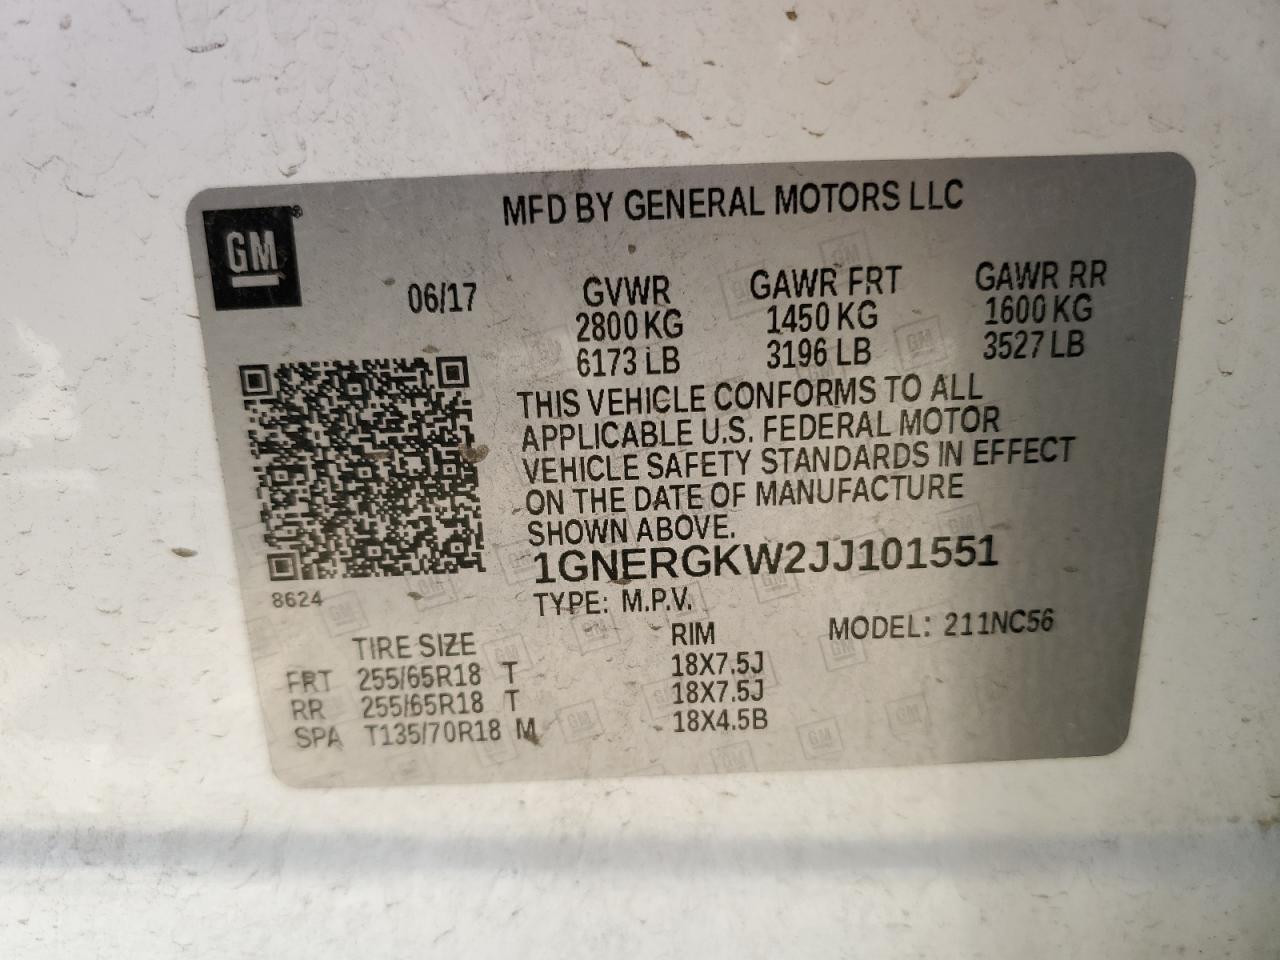 MFD BY GENERAL MOTORS LLC
GM
06/17
GVWR GAWR FRT GAWR RR
2800 KG 1450 KG 1600 KG
6173 LB 3196 LB 3527 LB
THIS VEHICLE CONFORMS TO ALL
APPLICABLE U.S. FEDERAL MOTOR
VEHICLE SAFETY STANDARDS IN EFFECT
ON THE DATE OF MANUFACTURE
SHOWN ABOVE.
1GNERGKW2JJ101551
8624
TYPE: M.P.V.
MODEL: 211NC56
TIRE SIZE RIM
FRT 255/65R18 T 18X7.5J
RR 255/65R18 T 18X7.5J
SPA T135/70R18 M 18X4.5B